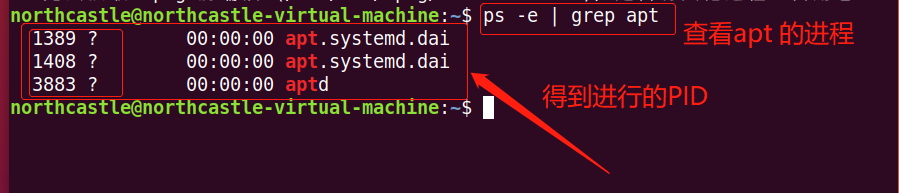 northcastle@northcastle-virtual-machine:~$ ps -e | grep apt
查看apt 的进程
1389 ?        00:00:00 apt.systemd.dai
1408 ?        00:00:00 apt.systemd.dai
3883 ?        00:00:00 aptd
得到进行的PID
northcastle@northcastle-virtual-machine:~$